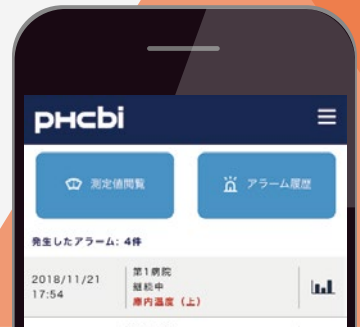 PHCbi
測定値閲覧
アラーム履歴
発生したアラーム: 4件
2018/11/21
17:54
第1病院
継続中
庫内温度（上）